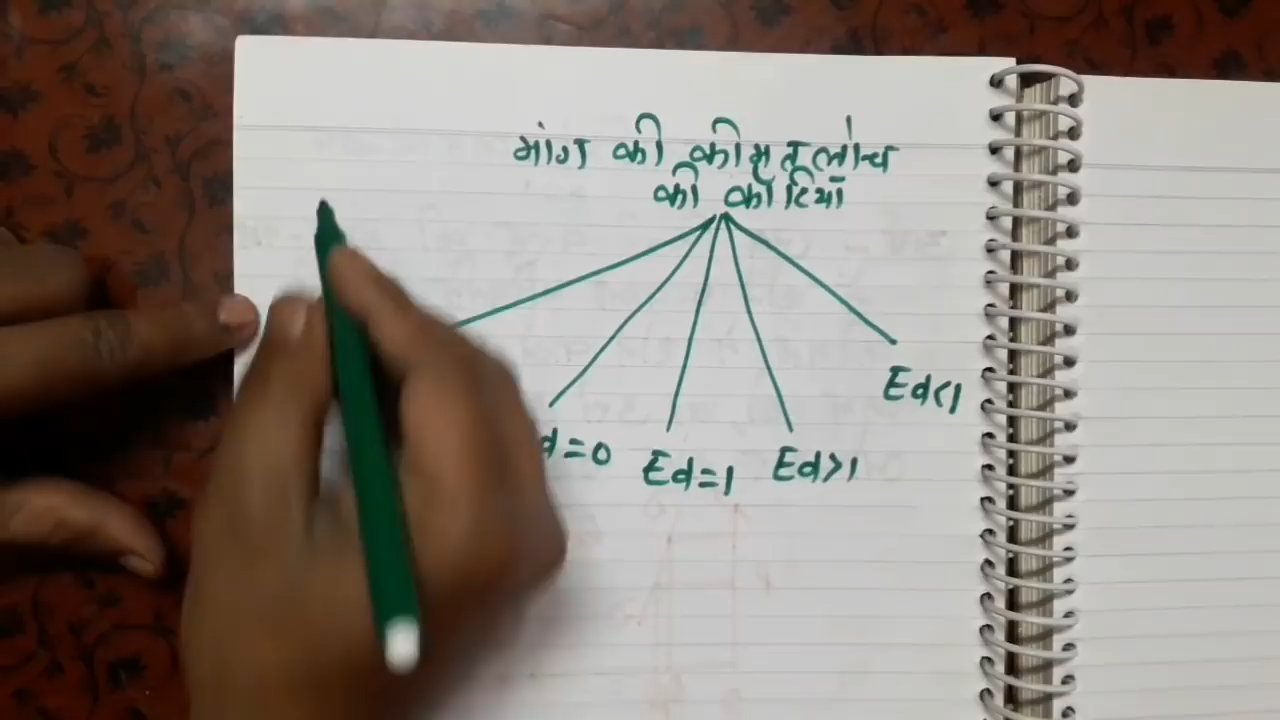 मांग की कीमत लोच
की कोटियाँ
d=0
Ed=1
Ed>1
Ed<1